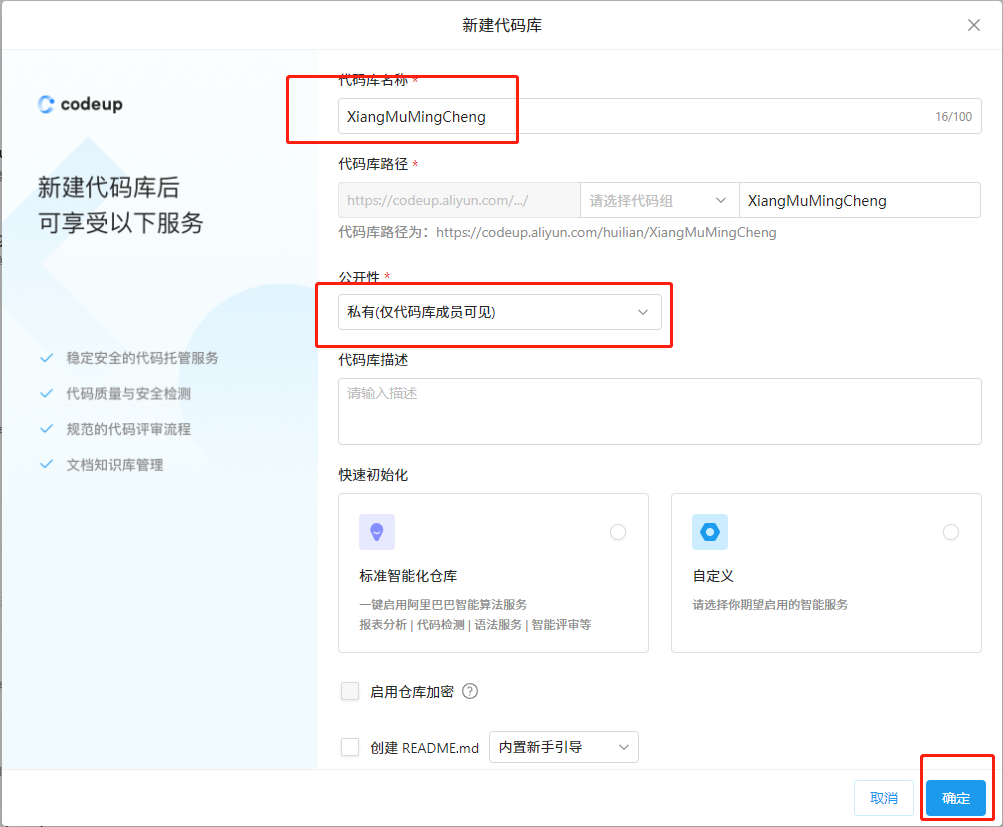 新建代码库
codeup
新建代码库后
可享受以下服务
稳定安全的代码托管服务
代码质量与安全检测
规范的代码评审流程
文档知识库管理
代码库名称 *
XiangMuMingCheng 16/100
代码库路径 *
https://codeup.aliyun.com/.../ 请选择代码组 XiangMuMingCheng
代码库路径为：https://codeup.aliyun.com/huilian/XiangMuMingCheng
公开性 *
私有(仅代码库成员可见)
代码库描述
请输入描述
快速初始化
标准智能化仓库
一键启用阿里巴巴智能算法服务
报表分析 | 代码检测 | 语法服务 | 智能评审等
自定义
请选择你期望启用的智能服务
启用仓库加密 ?
创建 README.md 内置新手引导
取消 确定